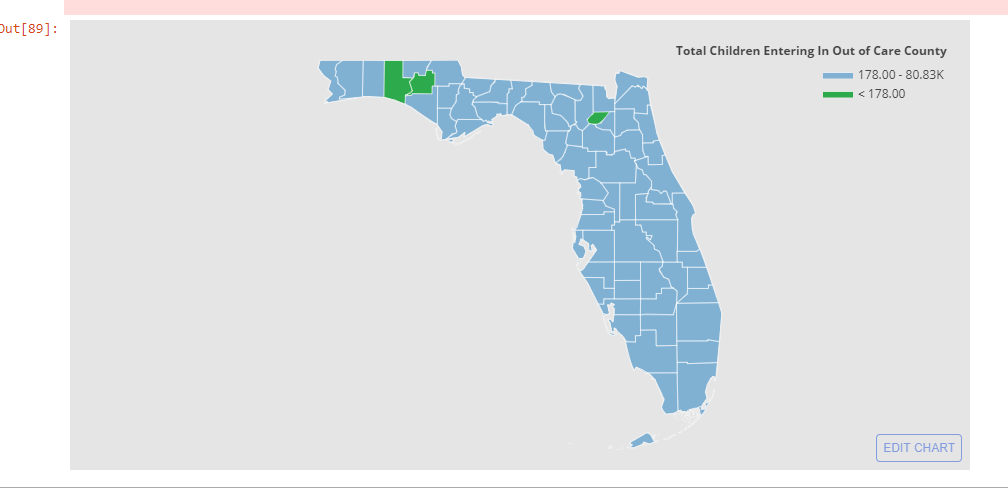 Out[89]:
Total Children Entering In Out of Care County
178.00 - 80.83K
< 178.00
EDIT CHART